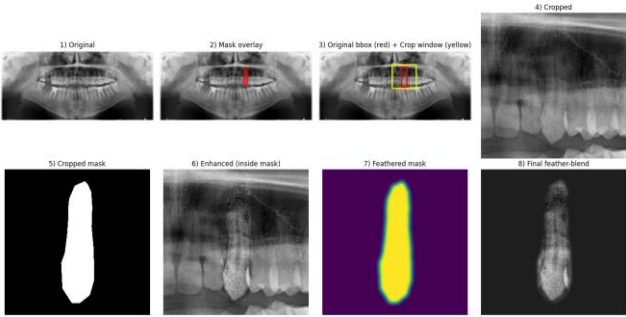 1) Original
2) Mask overlay
3) Original bbox (red) + Crop window (yellow)
4) Cropped
5) Cropped mask
6) Enhanced (inside mask)
7) Feathered mask
8) Final feather-blend